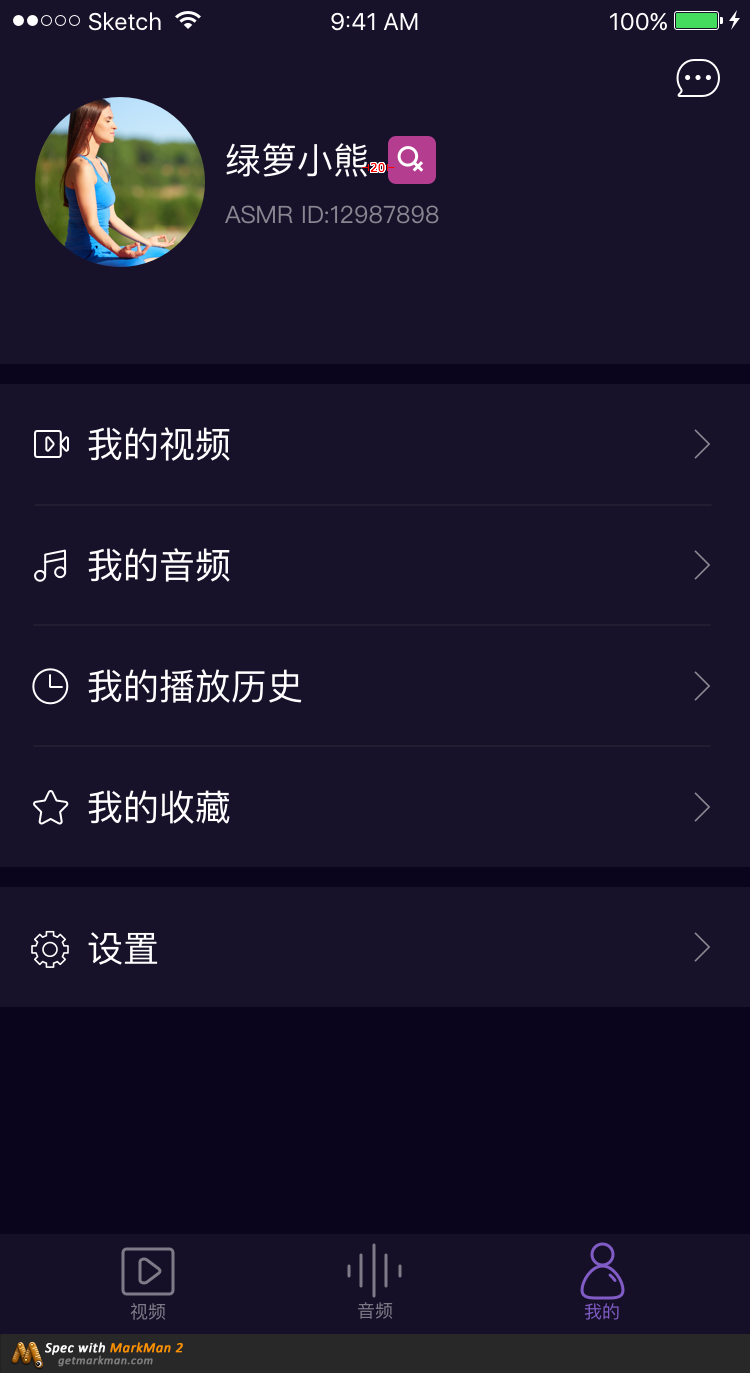 Sketch 9:41 AM 100%
绿箩小熊 20
ASMR ID:12987898
我的视频
我的音频
我的播放历史
我的收藏
设置
视频 音频 我的
Spec with MarkMan 2
getmarkman.com